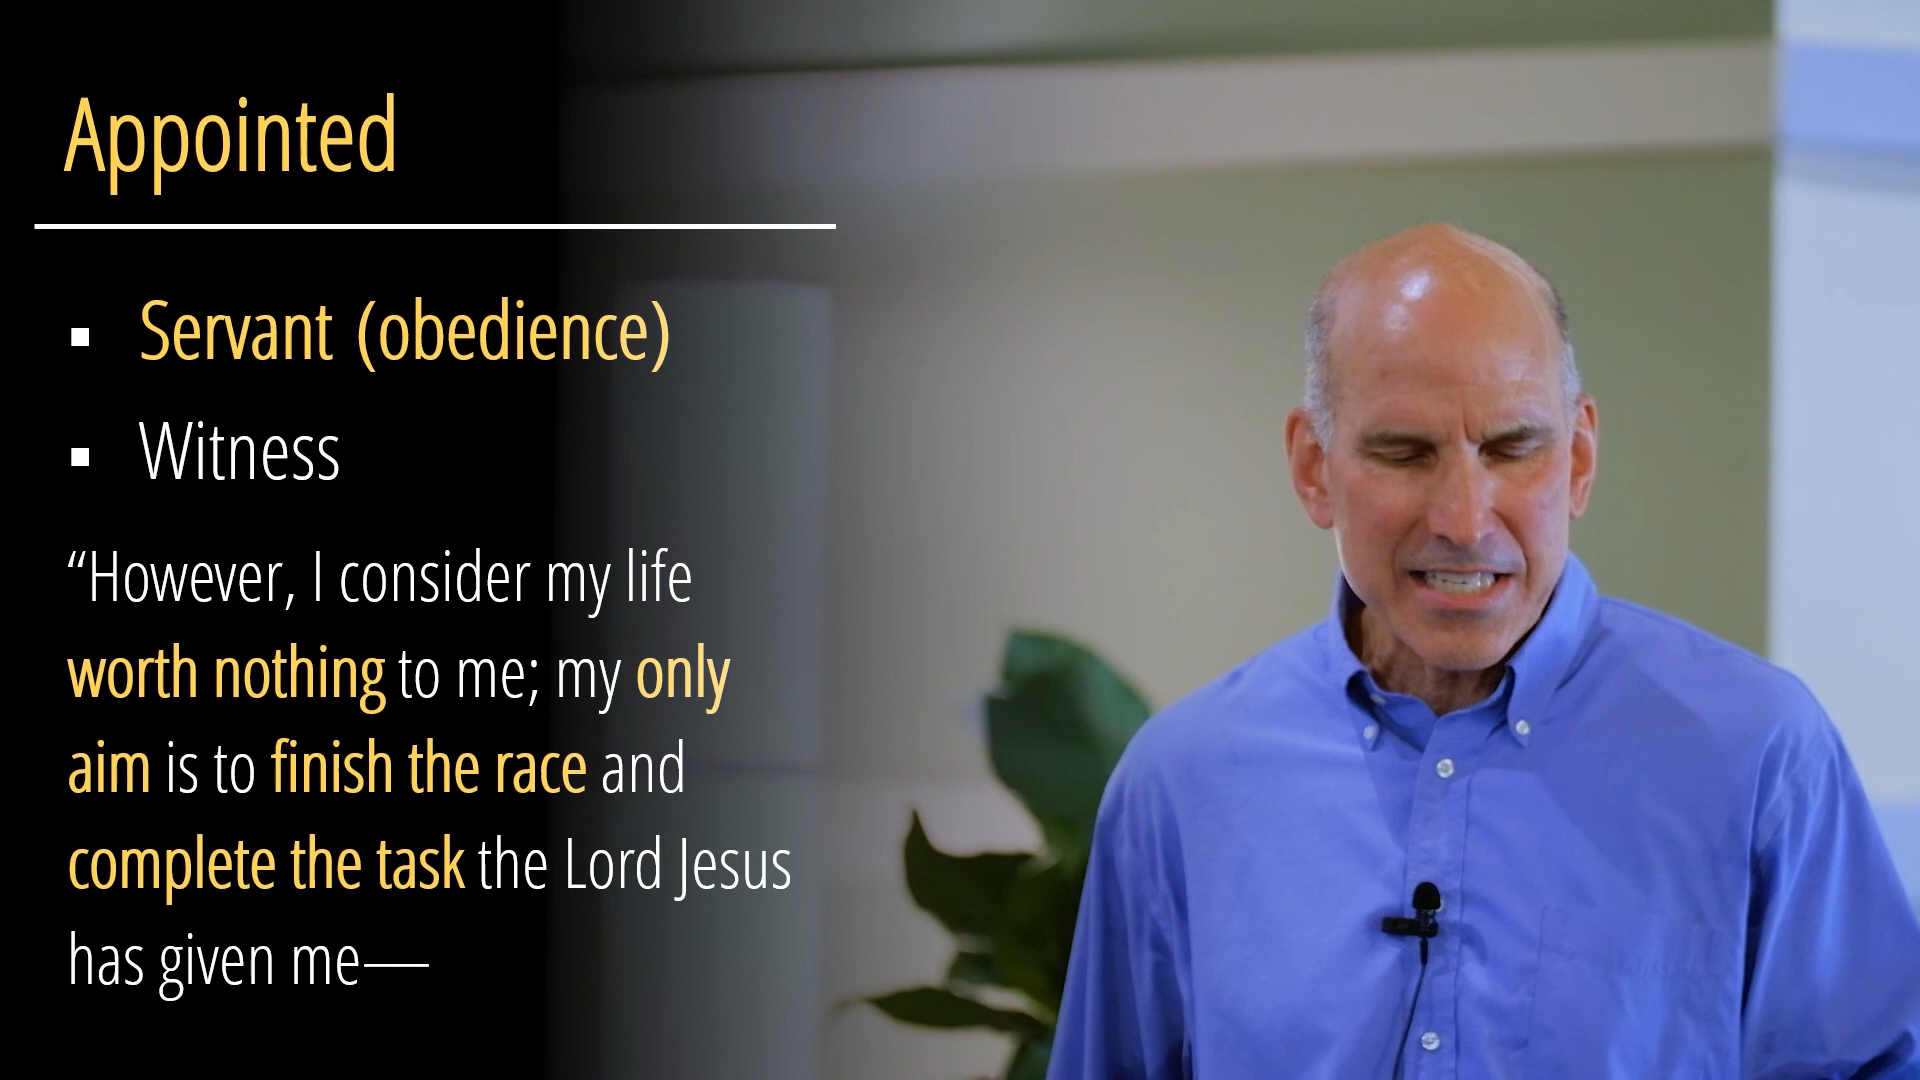 Appointed
Servant (obedience)
Witness
“However, I consider my life
worth nothing to me; my only
aim is to finish the race and
complete the task the Lord Jesus
has given me—